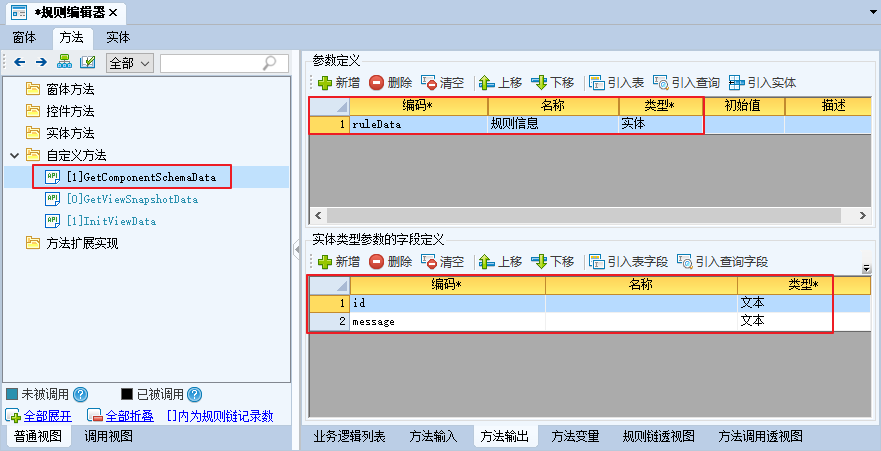 *规则编辑器
窗体 方法 实体
全部
窗体方法
控件方法
实体方法
自定义方法
API [1]GetComponentSchemaData
API [0]GetViewSnapshotData
API [1]InitViewData
方法扩展实现
未被调用 ? 已被调用 ?
全部展开 全部折叠 []内为规则链记录数
普通视图 调用视图
参数定义
新增 删除 清空 上移 下移 引入表 引入查询 引入实体
编码* 名称 类型* 初始值 描述
1 ruleData 规则信息 实体
实体类型参数的字段定义
新增 删除 清空 上移 下移 引入表字段 引入查询字段
编码* 名称 类型*
1 id 文本
2 message 文本
业务逻辑列表 方法输入 方法输出 方法变量 规则链透视图 方法调用透视图